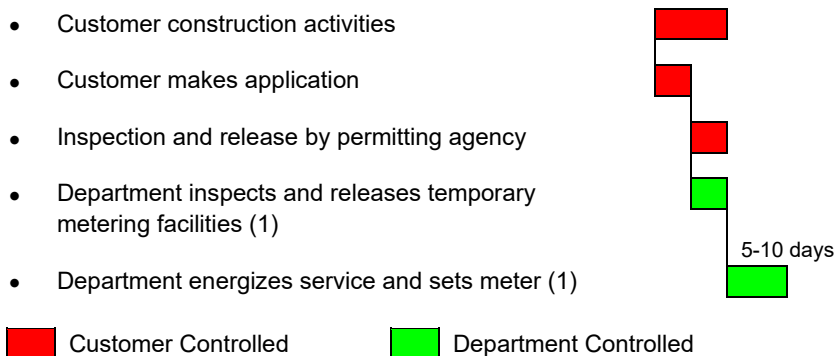 • Customer construction activities
• Customer makes application
• Inspection and release by permitting agency
• Department inspects and releases temporary
metering facilities (1)
5-10 days
• Department energizes service and sets meter (1)
Customer Controlled
Department Controlled